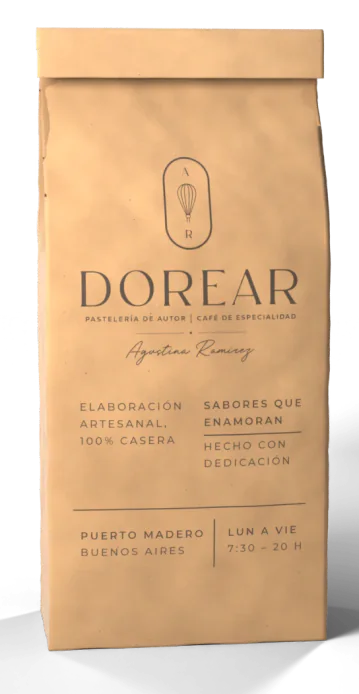 A
R
DOREAR
PASTELERÍA DE AUTOR | CAFÉ DE ESPECIALIDAD
Agustina Ramirez
ELABORACIÓN
ARTESANAL,
100% CASERA
SABORES QUE
ENAMORAN
HECHO CON
DEDICACIÓN
PUERTO MADERO
BUENOS AIRES
LUN A VIE
7:30 – 20 H